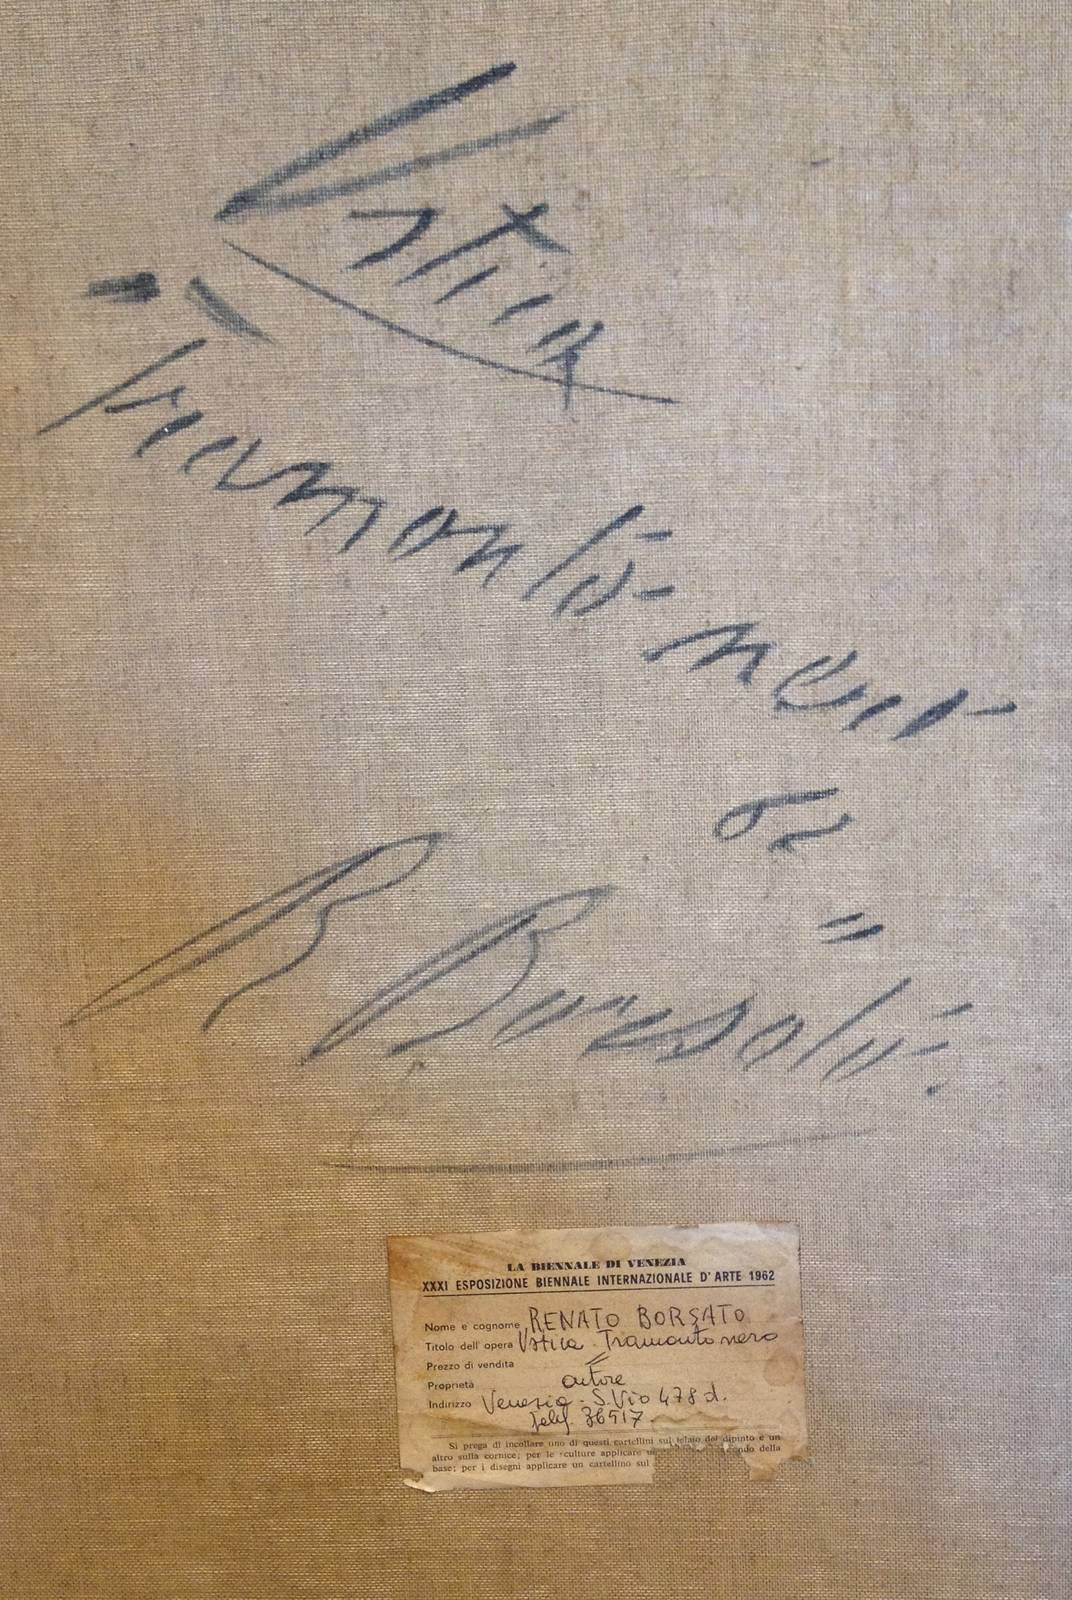 Ustica
- tramonto nero
62
=
R Borsato.
LA BIENNALE DI VENEZIA
XXXI ESPOSIZIONE BIENNALE INTERNAZIONALE D'ARTE 1962
Nome e cognome RENATO BORSATO
Titolo dell'opera Ustica - Tramonto nero
Prezzo di vendita =
Proprietà autore
Indirizzo Venezia - S. Vio 478 d.
telef. 36517
Si prega di incollare uno di questi cartellini sul telaio del dipinto e un
altro sulla cornice; per le sculture applicare ndo della
base; per i disegni applicare un cartellino sul